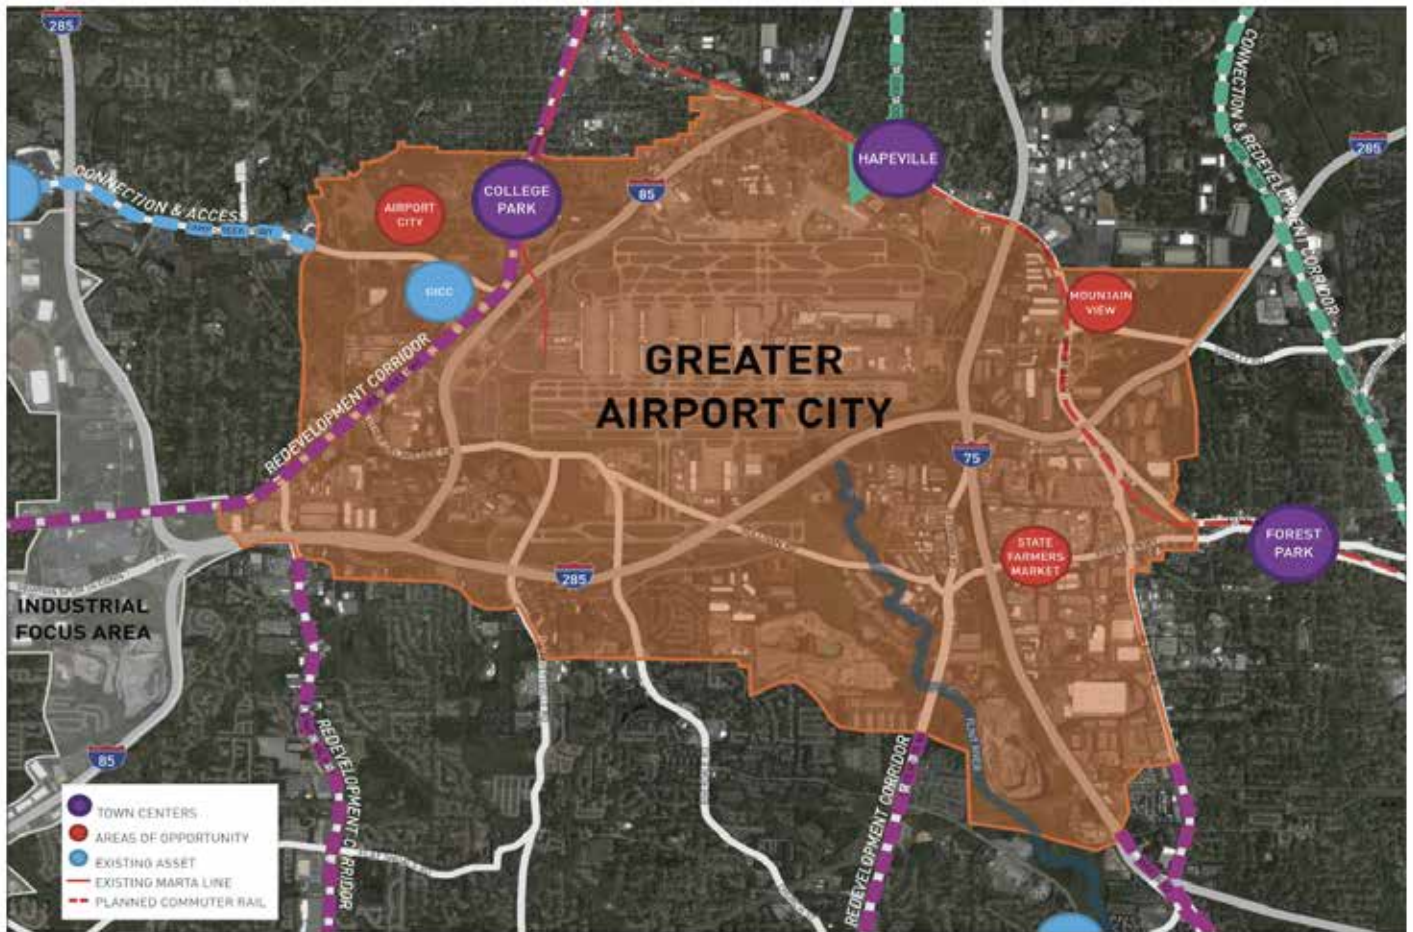 285
CONNECTION & REDEVELOPMENT CORRIDOR
285
HAPEVILLE
CONNECTION & ACCESS
COLLEGE
PARK
85
AIRPORT
CITY
GICC
MOUNTAIN
VIEW
GREATER
AIRPORT CITY
REDEVELOPMENT CORRIDOR
75
STATE
FARMERS
MARKET
FOREST
PARK
285
INDUSTRIAL
FOCUS AREA
REDEVELOPMENT CORRIDOR
REDEVELOPMENT CORRIDOR
FLINT RIVER
85
TOWN CENTERS
AREAS OF OPPORTUNITY
EXISTING ASSET
EXISTING MARTA LINE
PLANNED COMMUTER RAIL